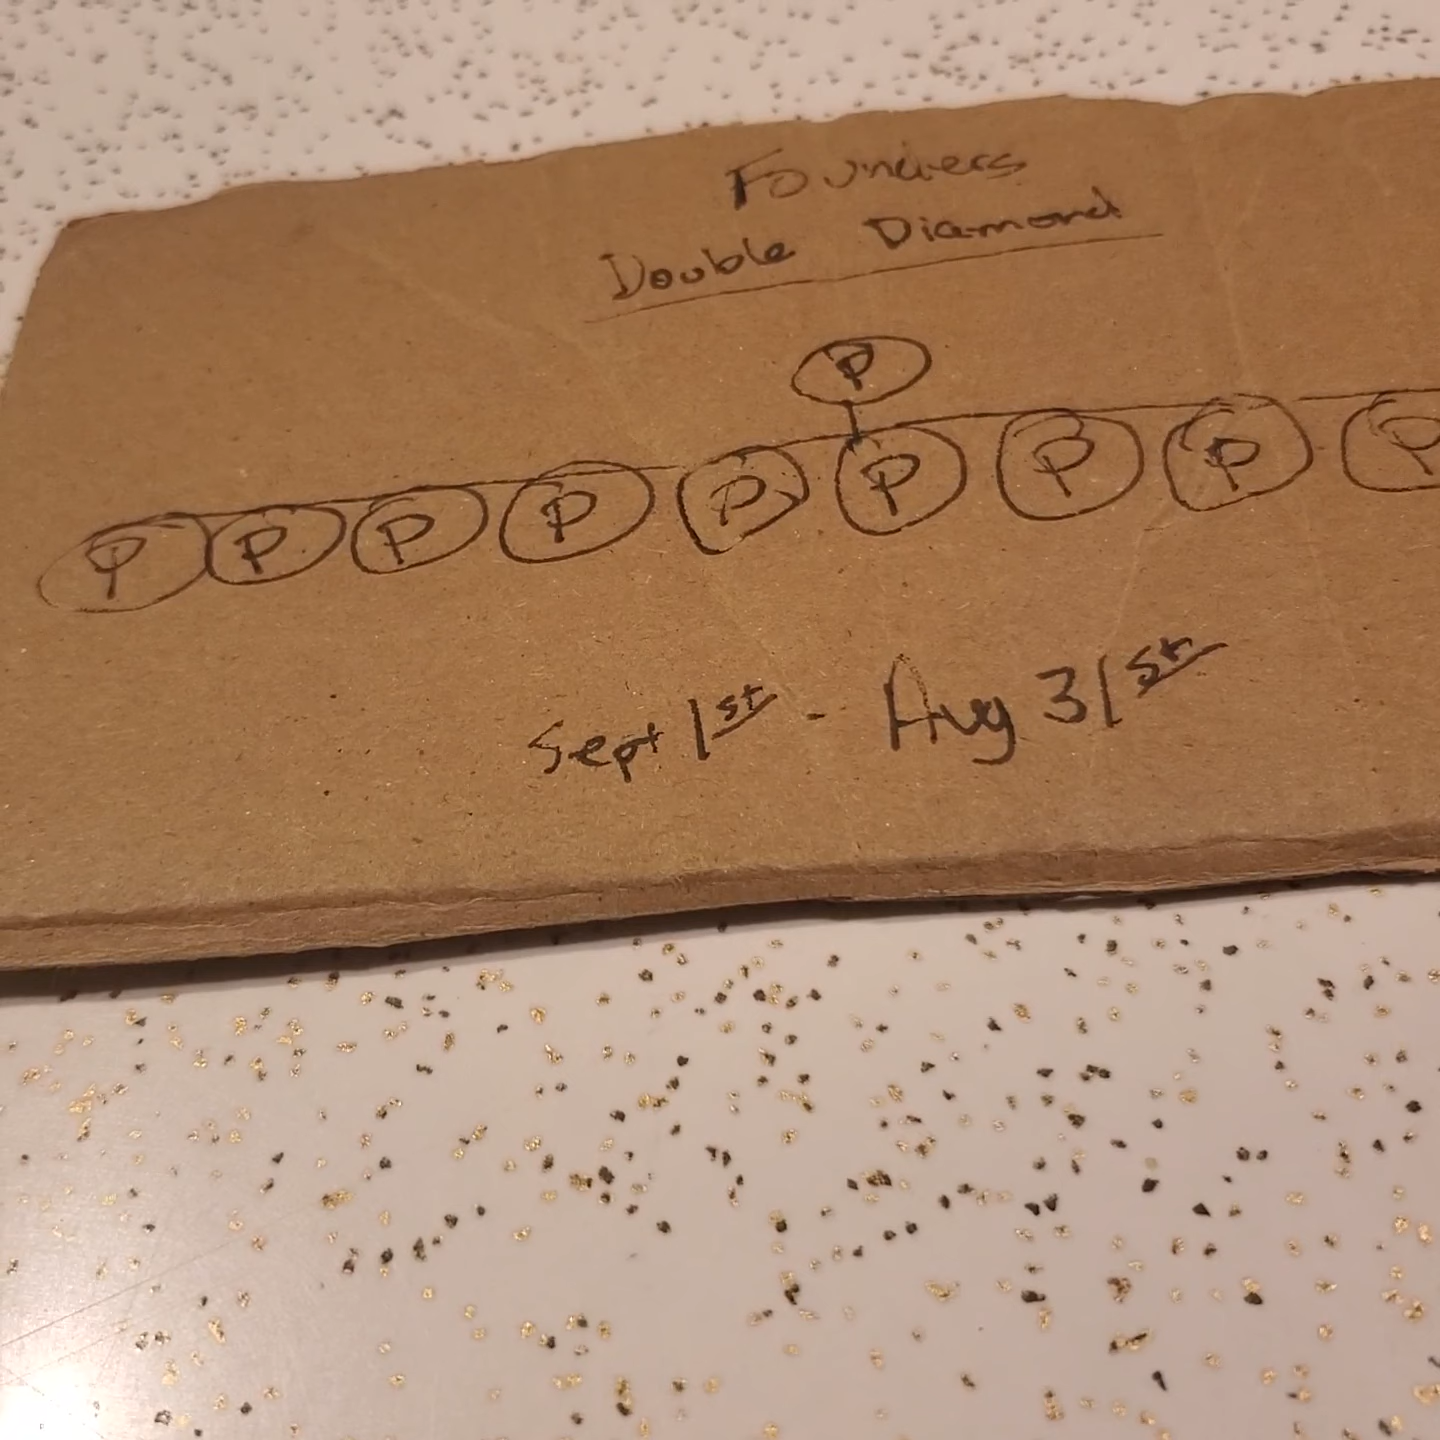 Founders
Double Diamond
P
P P P P P P P P P
Sept 1st - Aug 31st